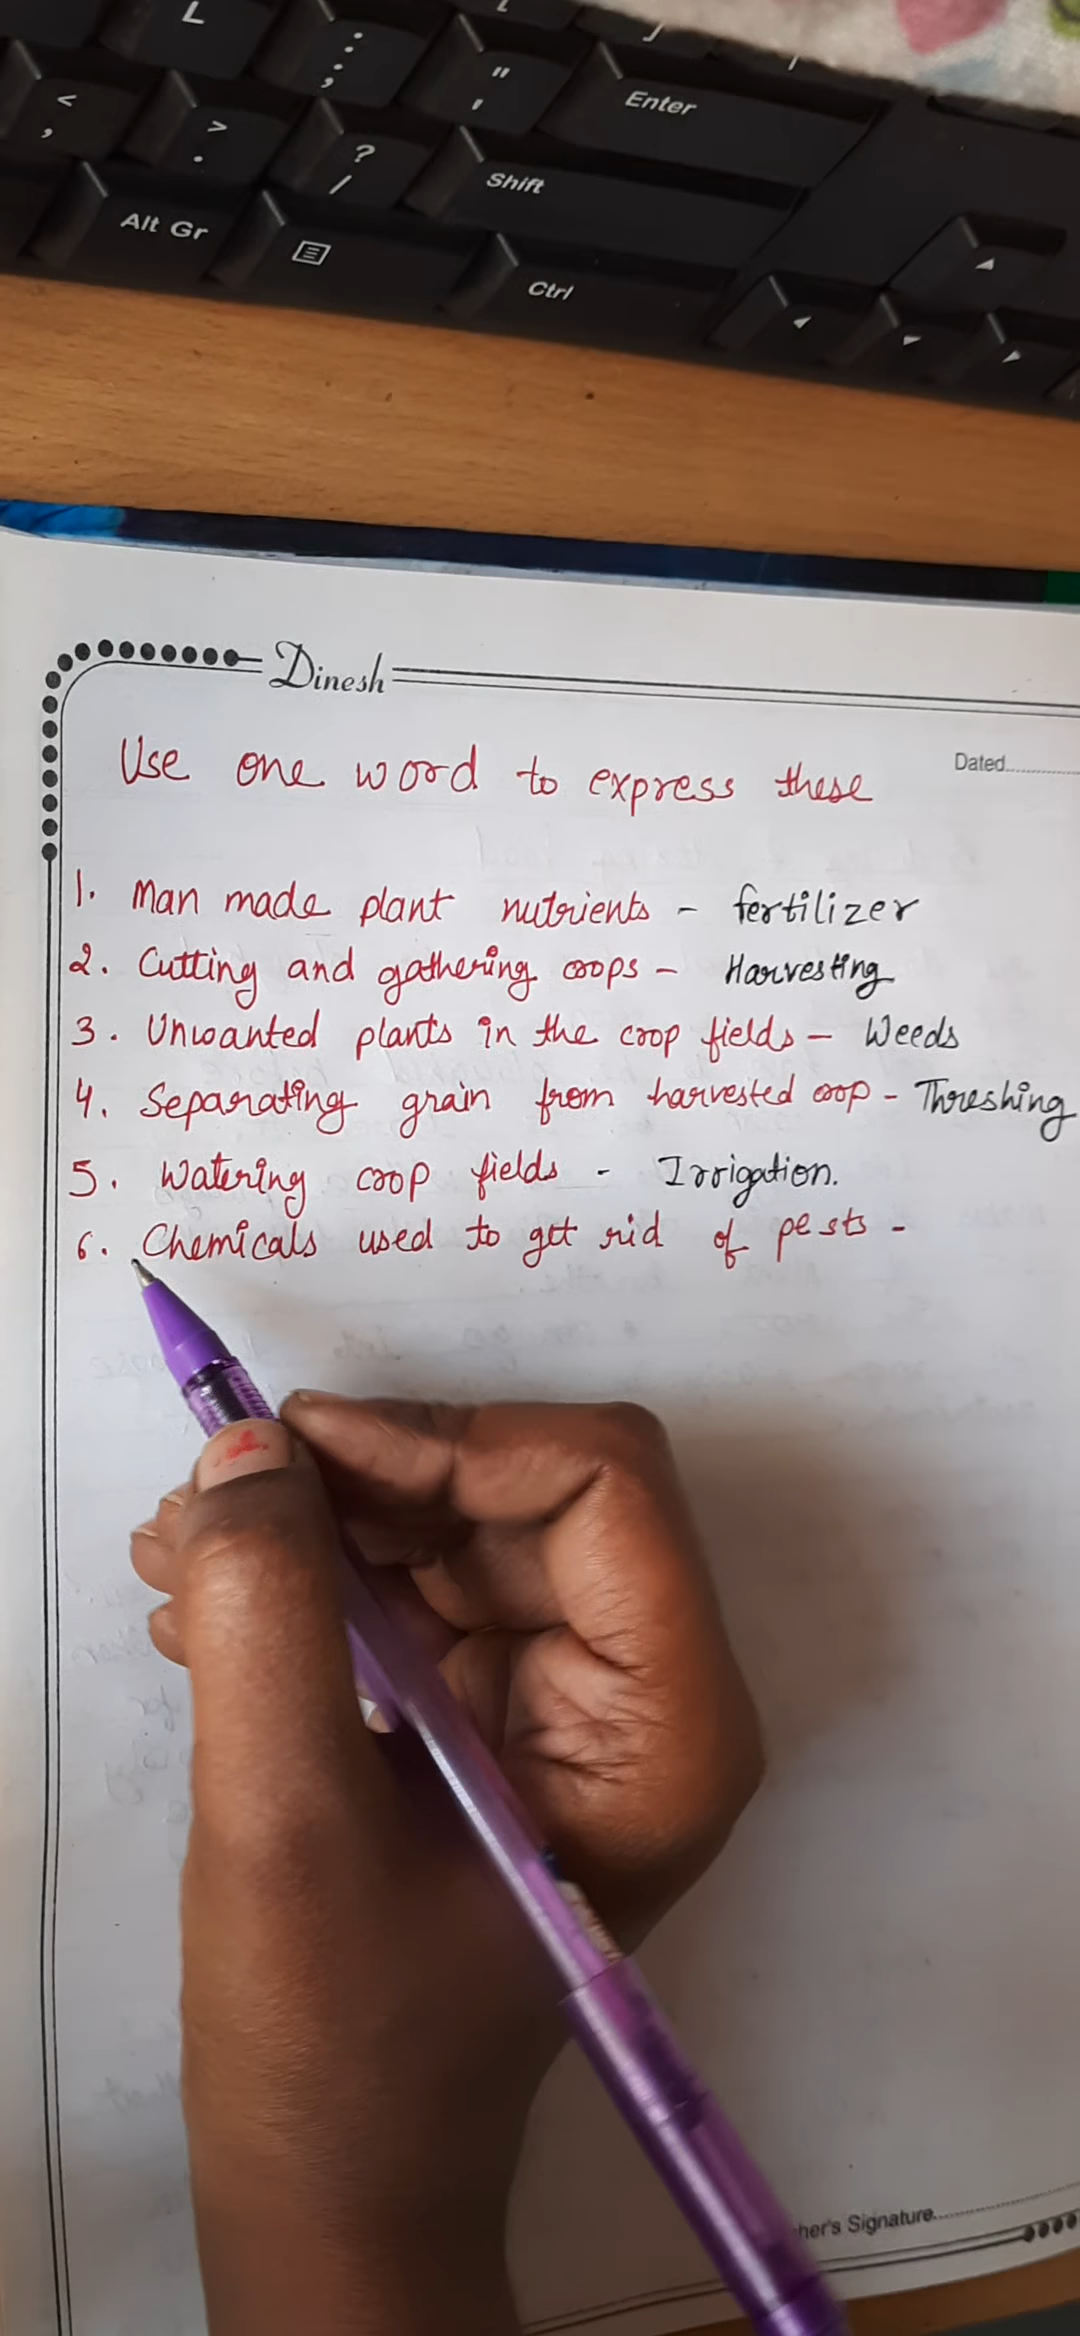 L
:
;
"
'
Enter
<
,
>
.
?
/
Shift
Alt Gr
Ctrl
Dinesh
Dated
Use one word to express these
1. Man made plant nutrients - fertilizer
2. Cutting and gathering crops - Harvesting
3. Unwanted plants in the crop fields - Weeds
4. Separating grain from harvested crop - Threshing
5. Watering crop fields - Irrigation.
6. Chemicals used to get rid of pests -
her's Signature